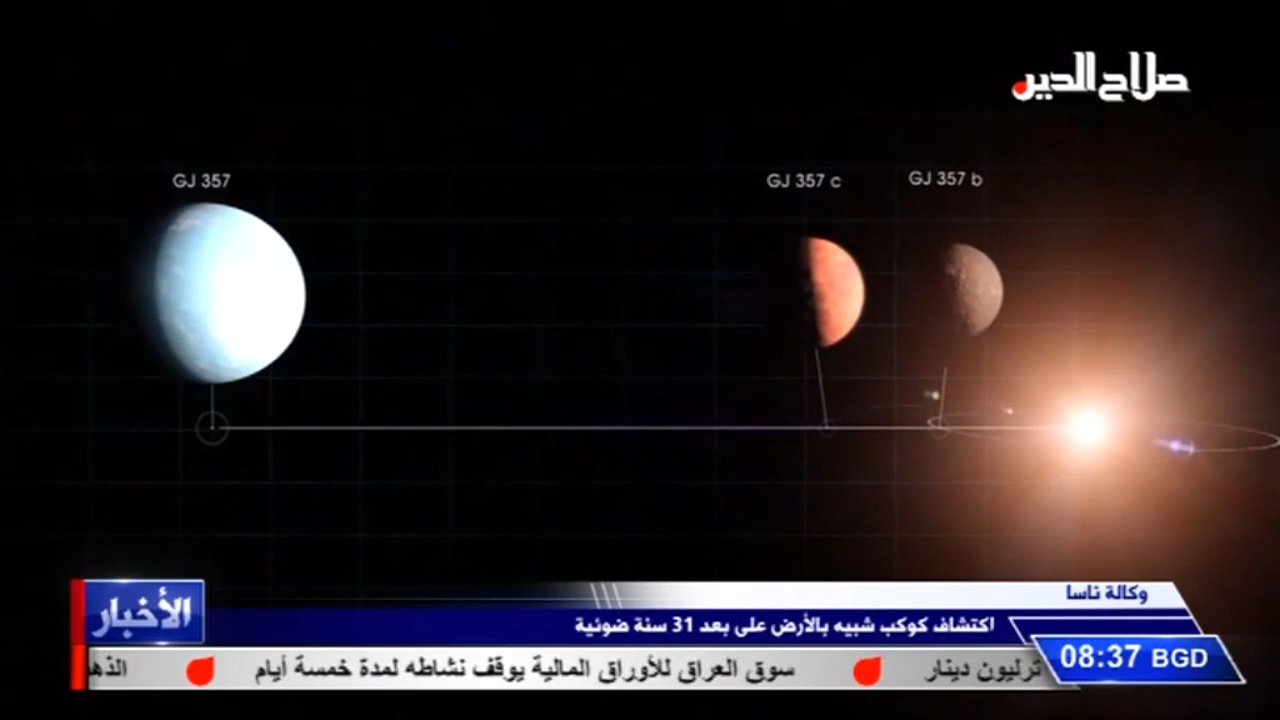 صلاح الدين
GJ 357
GJ 357 c
GJ 357 b
وكالة ناسا
الأخبار
اكتشاف كوكب شبيه بالأرض على بعد 31 سنة ضوئية
08:37 BGD
ترليون دينار
سوق العراق للأوراق المالية يوقف نشاطه لمدة خمسة أيام
الذه